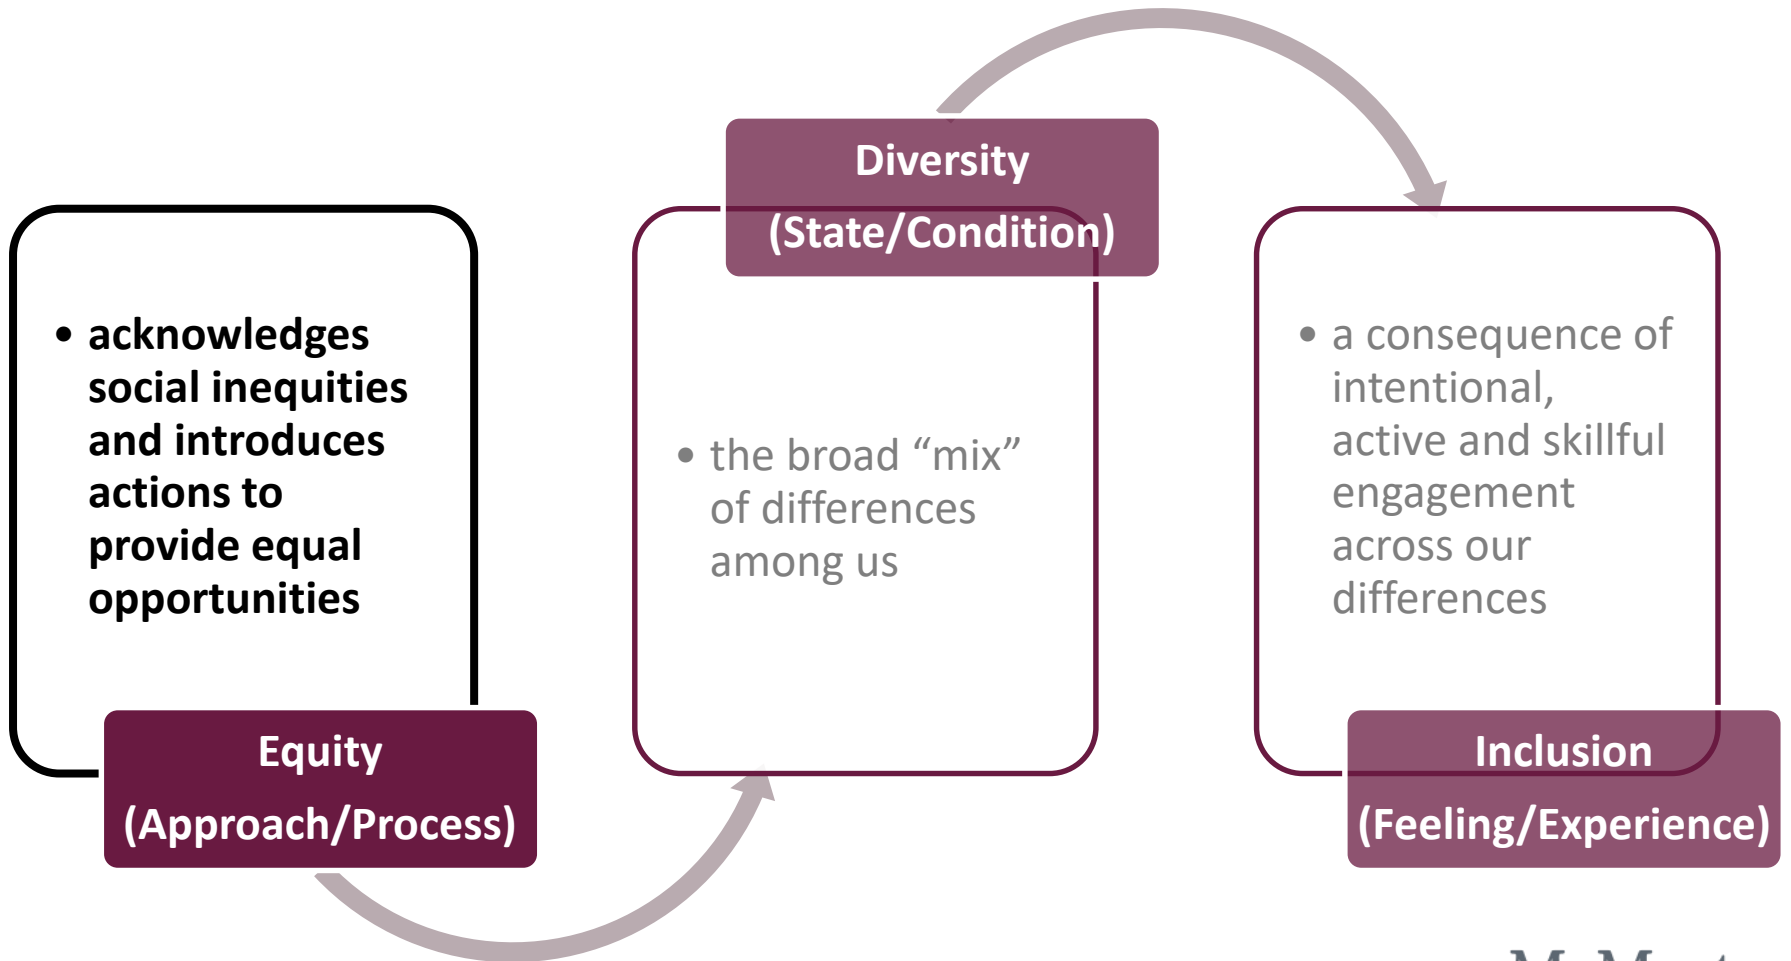 • acknowledges
social inequities
and introduces
actions to
provide equal
opportunities
Equity
(Approach/Process)
Diversity
(State/Condition)
• the broad “mix”
of differences
among us
• a consequence of
intentional,
active and skillful
engagement
across our
differences
Inclusion
(Feeling/Experience)